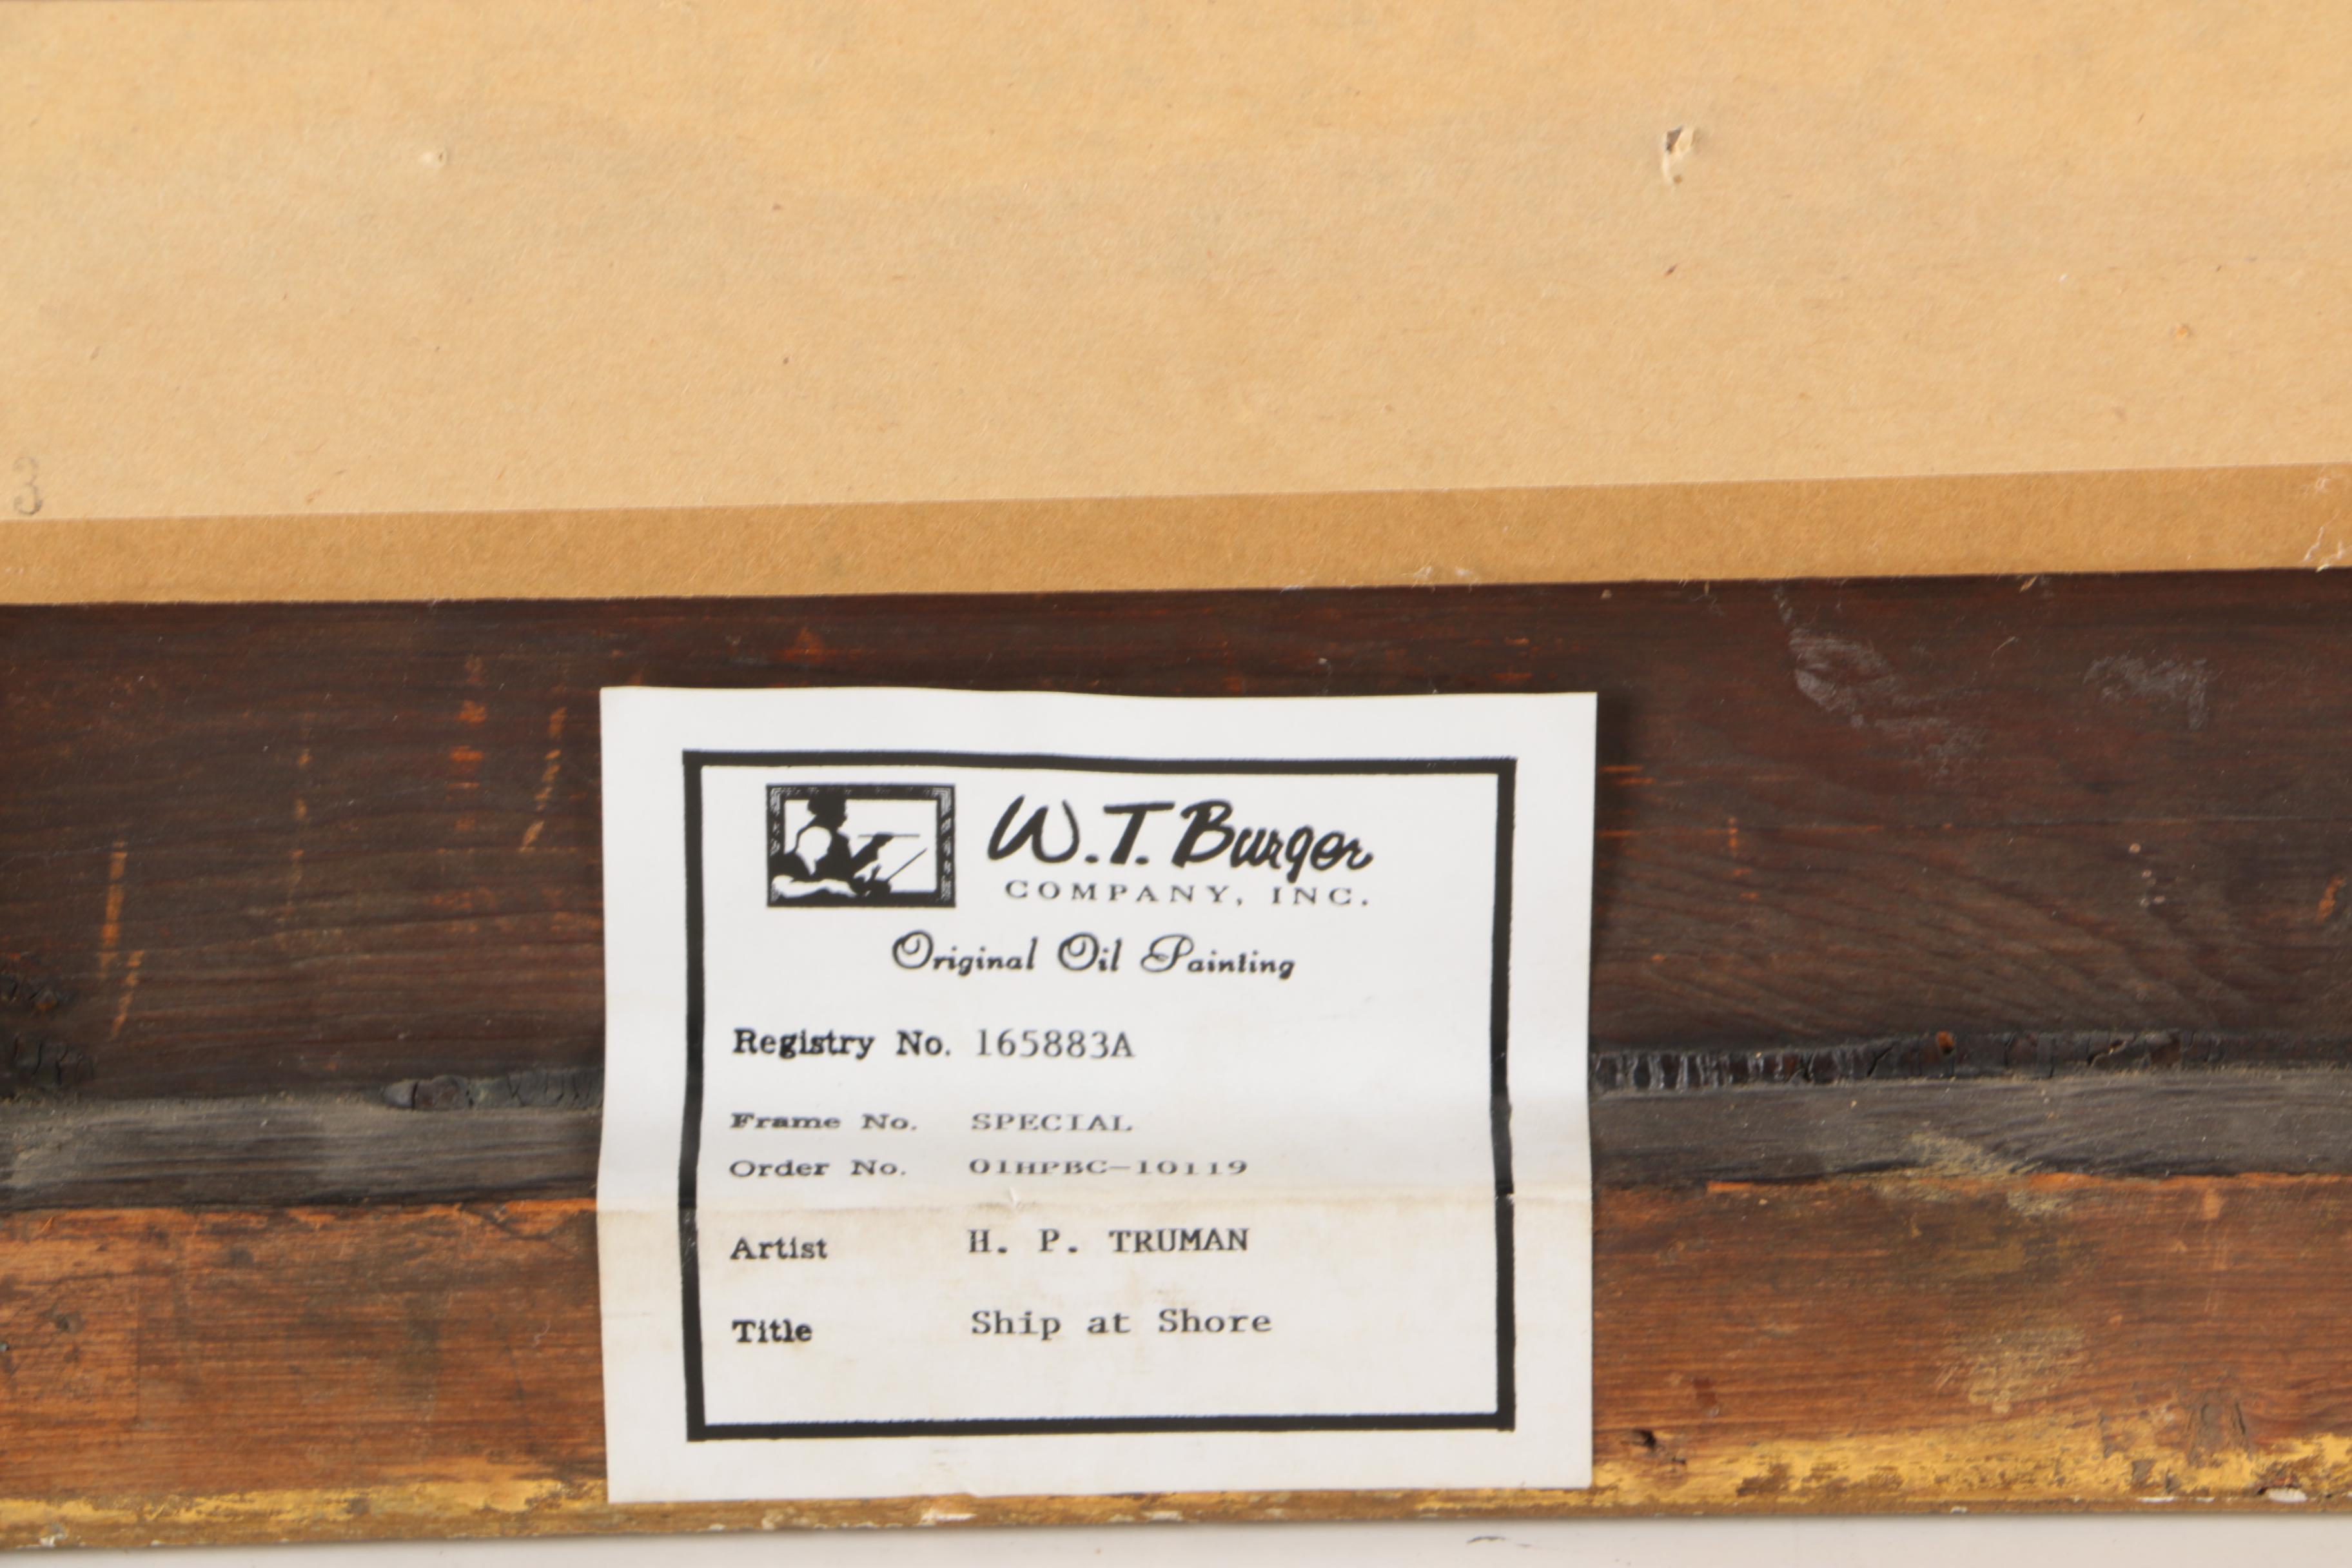 W.T. Burger
COMPANY, INC.
Original Oil Painting
Registry No. 165883A
Frame No. SPECIAL
Order No. 01HPBC-10119
Artist H. P. TRUMAN
Title Ship at Shore